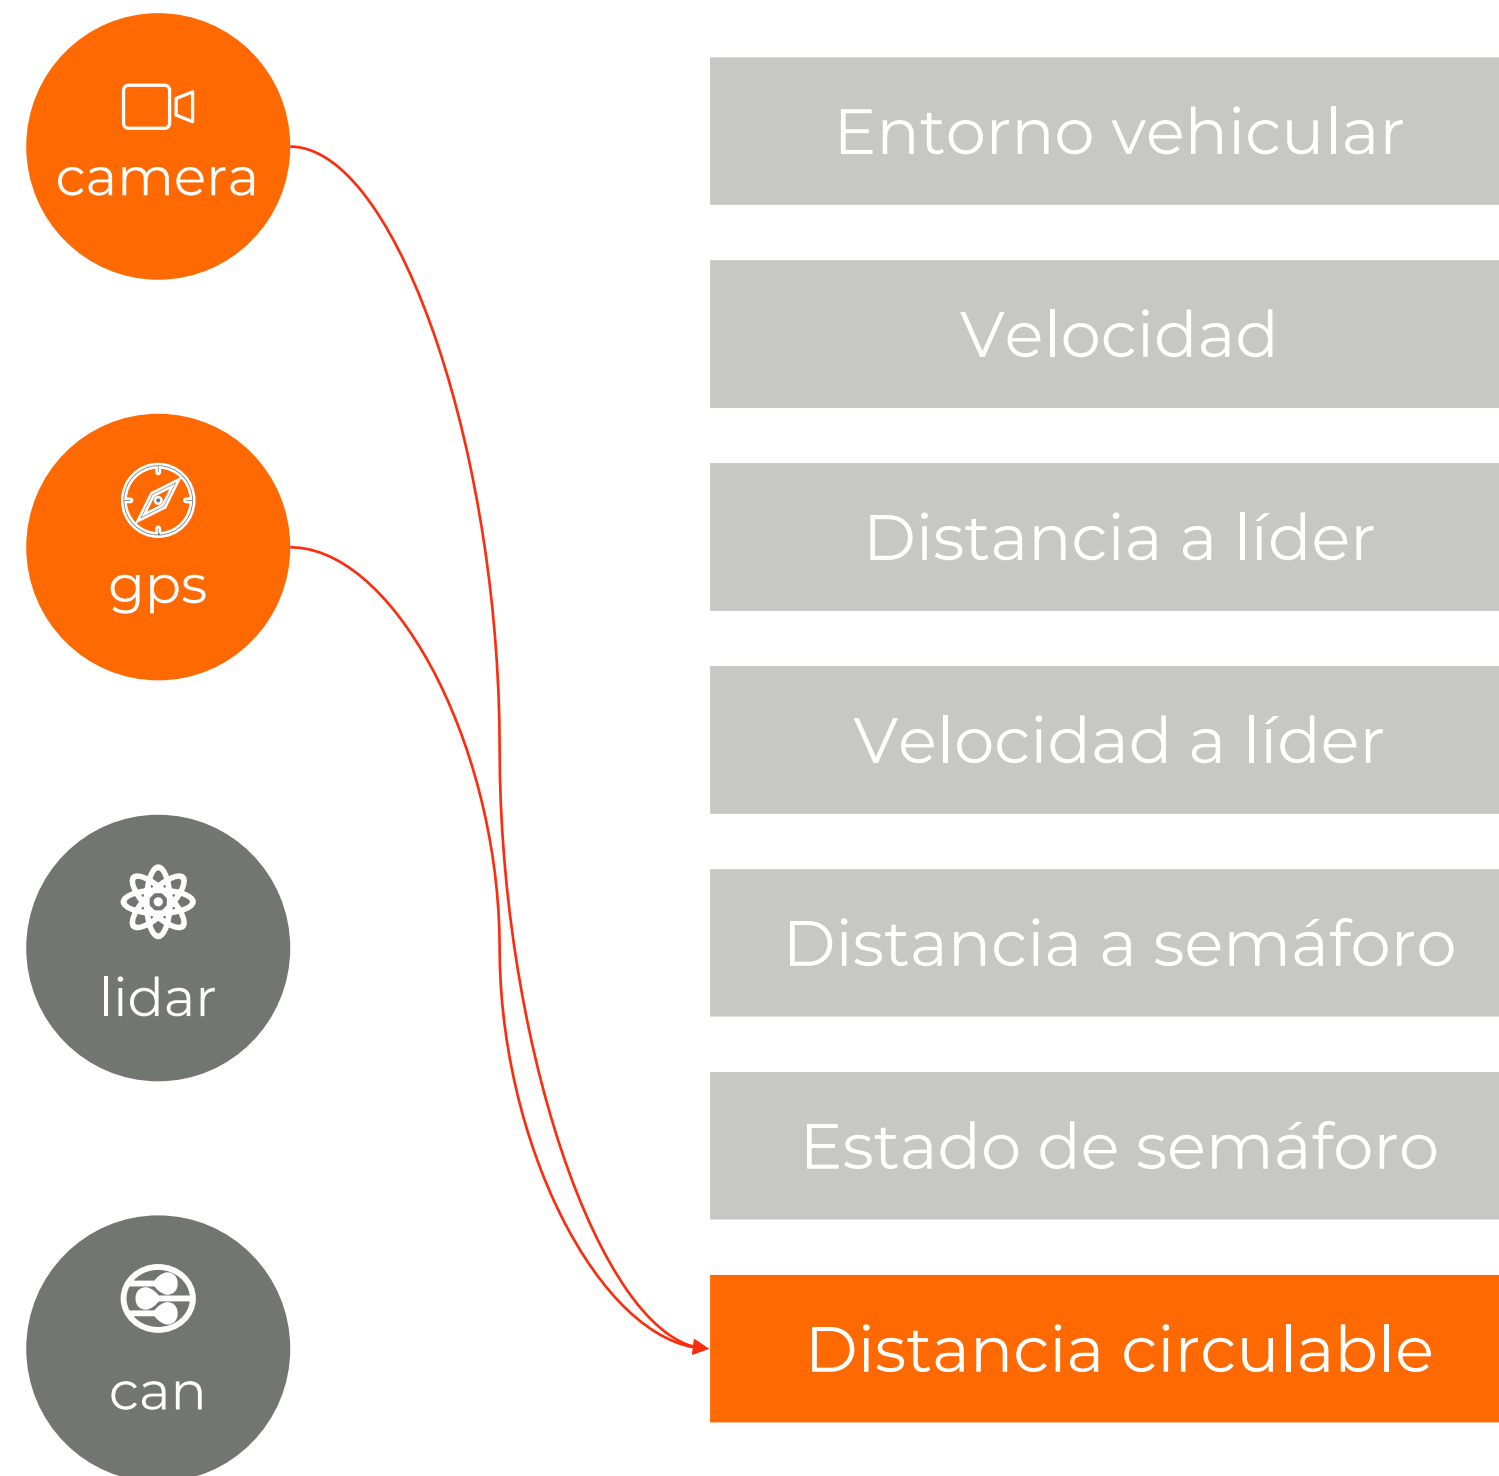 camera
gps
lidar
can
Entorno vehicular
Velocidad
Distancia a líder
Velocidad a líder
Distancia a semáforo
Estado de semáforo
Distancia circulable